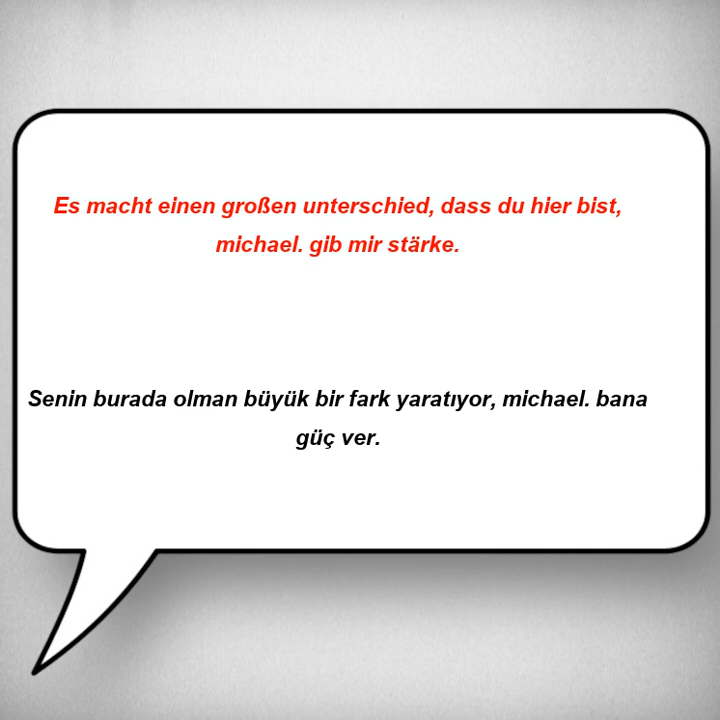 Es macht einen großen unterschied, dass du hier bist,
michael. gib mir stärke.
Senin burada olman büyük bir fark yaratıyor, michael. bana
güç ver.